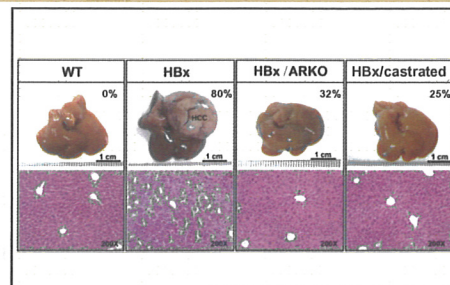 WT HBx HBx /ARKO HBx/castrated
0% 80% 32% 25%
HCC
1 cm 1 cm 1 cm 1 cm
200X 200X 200X 200X